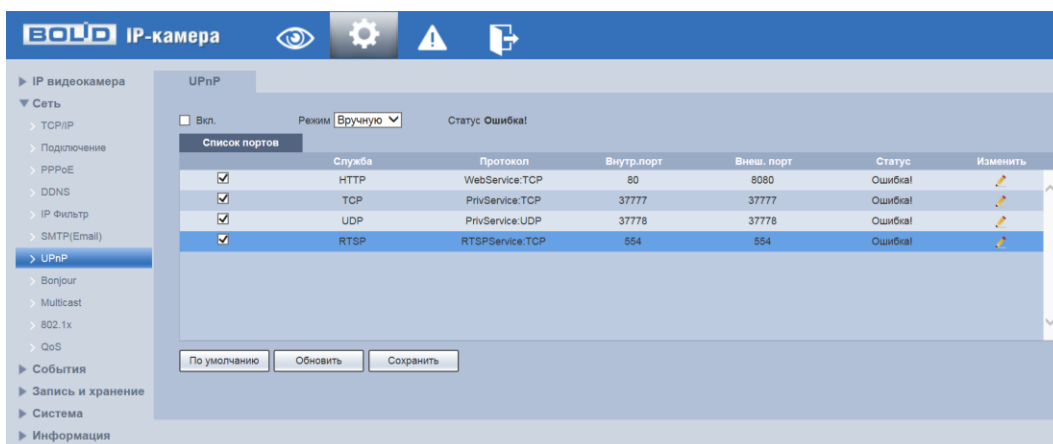 BOLID IP-камера
IP видеокамера
Сеть
TCP/IP
Подключение
PPPoE
DDNS
IP Фильтр
SMTP(Email)
UPnP
Bonjour
Multicast
802.1x
QoS
События
Запись и хранение
Система
Информация
UPnP
Вкл. Режим Вручную Статус Ошибка!
Список портов
Служба Протокол Внутр.порт Внеш. порт Статус Изменить
HTTP WebService:TCP 80 8080 Ошибка!
TCP PrivService:TCP 37777 37777 Ошибка!
UDP PrivService:UDP 37778 37778 Ошибка!
RTSP RTSPService:TCP 554 554 Ошибка!
По умолчанию Обновить Сохранить